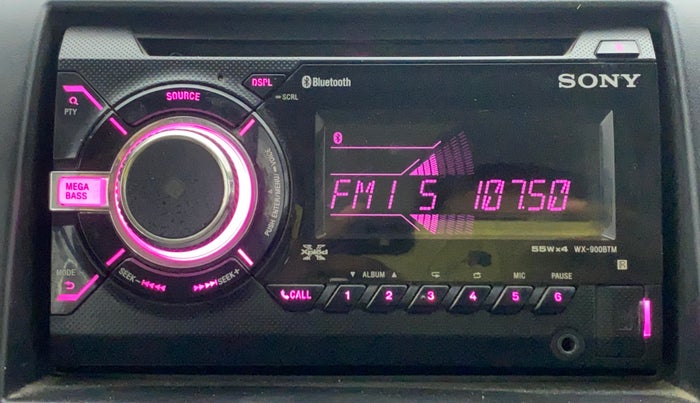 DSPL
Bluetooth
SONY
SOURCE
SCRL
PTY
MEGA
BASS
PUSH ENTER/MENU
FM1 5 107.50
55W×4 WX-900BTM
MODE
SEEK-
SEEK+
▼ ALBUM ▲
MIC
PAUSE
CALL
1
2
3
4
5
6